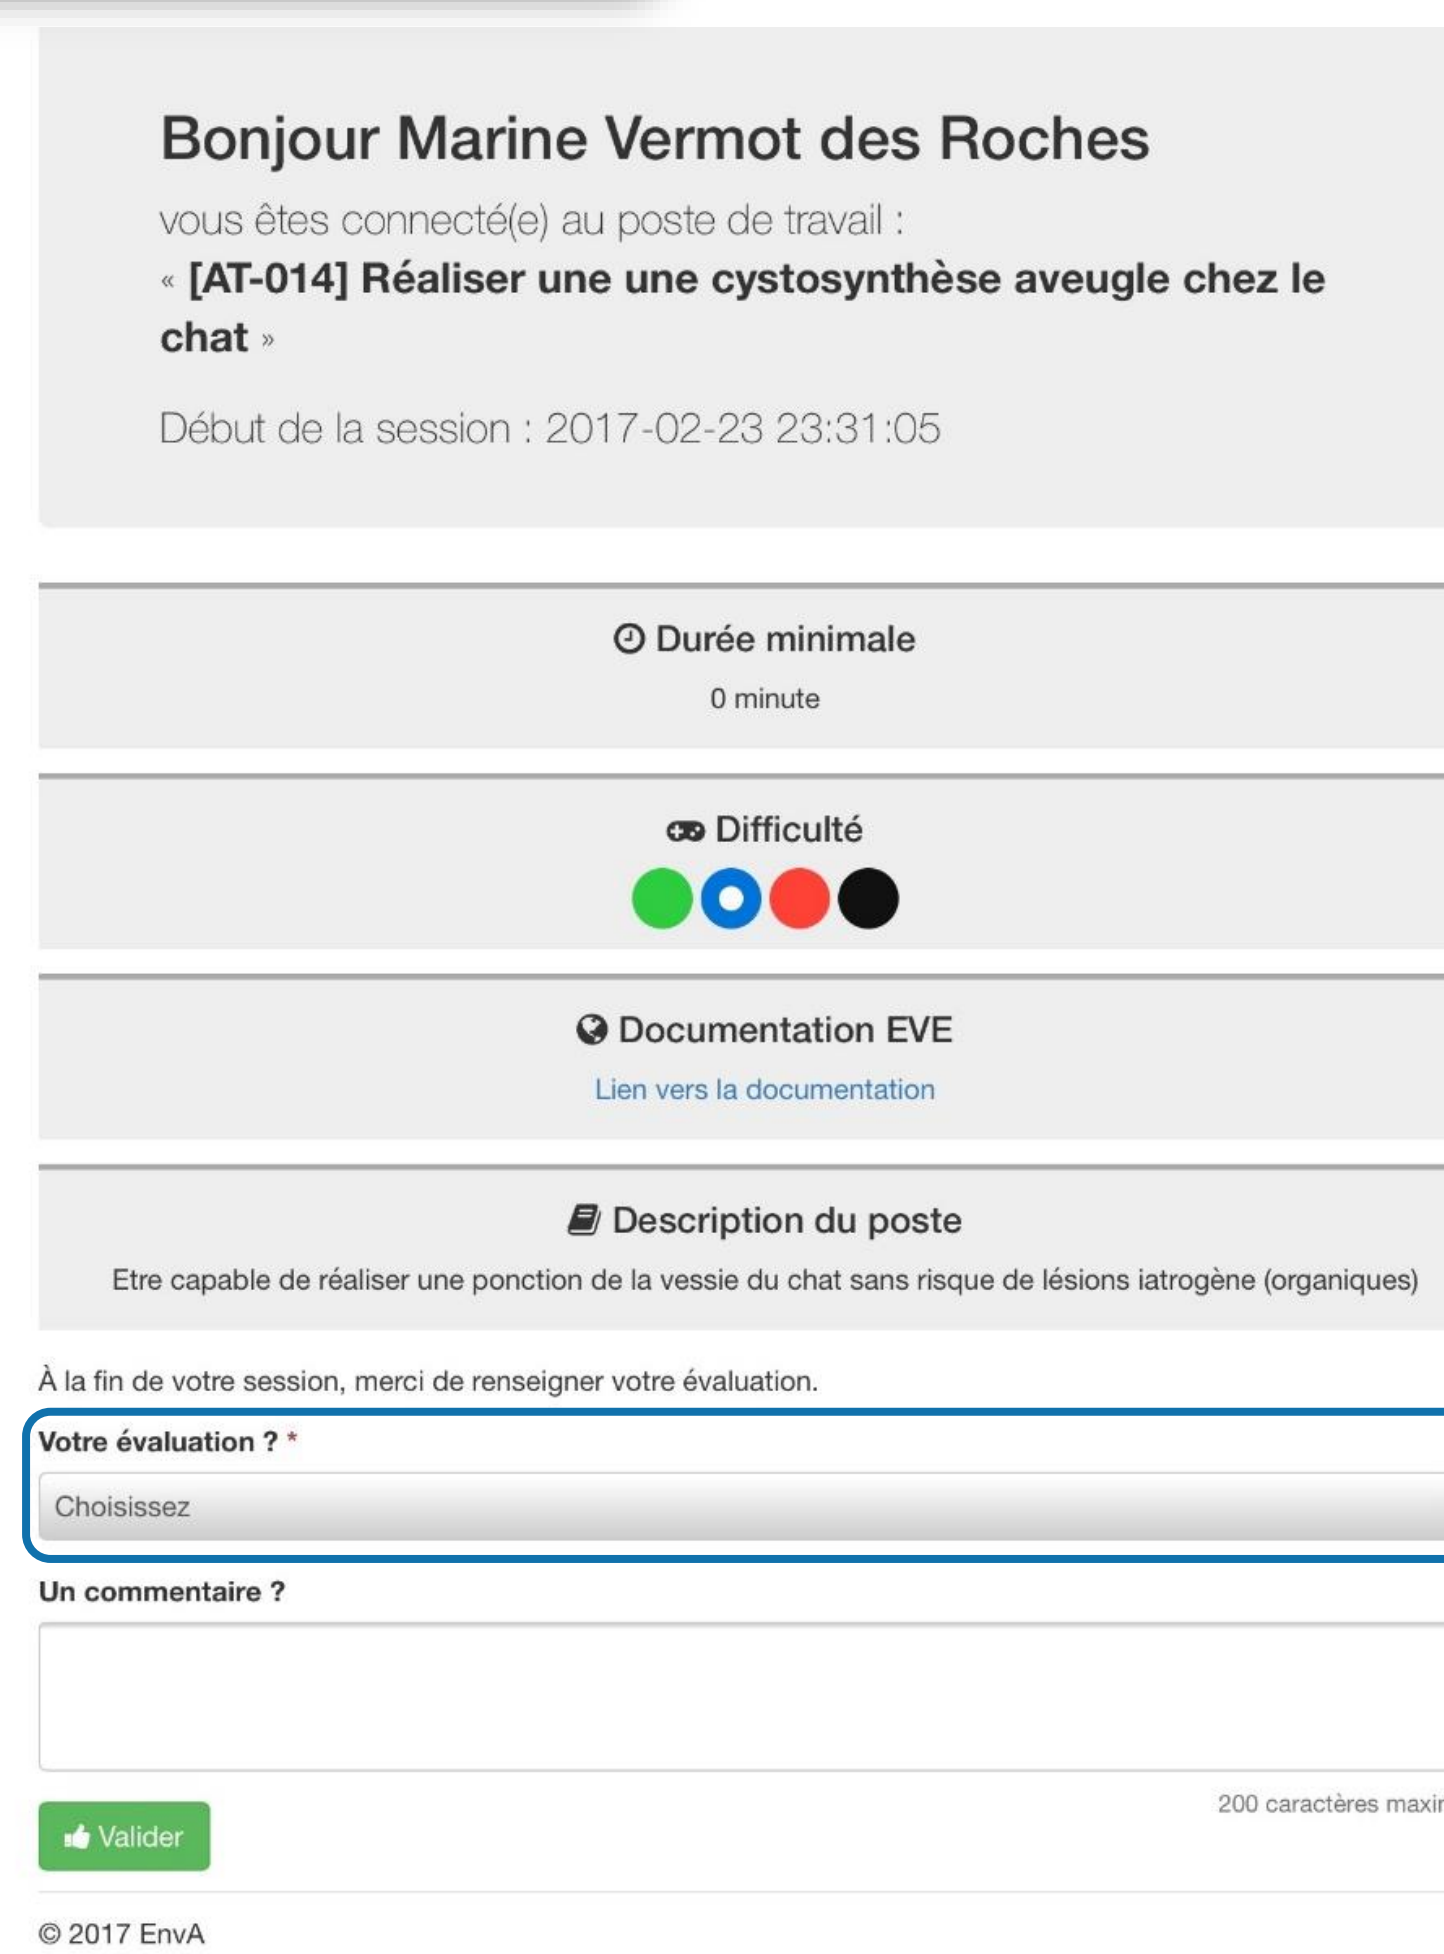 Bonjour Marine Vermot des Roches
vous êtes connecté(e) au poste de travail :
« [AT-014] Réaliser une une cystosynthèse aveugle chez le
chat »
Début de la session : 2017-02-23 23:31:05
Durée minimale
0 minute
Difficulté
Documentation EVE
Lien vers la documentation
Description du poste
Etre capable de réaliser une ponction de la vessie du chat sans risque de lésions iatrogène (organiques)
À la fin de votre session, merci de renseigner votre évaluation.
Votre évaluation ? *
Choisissez
Un commentaire ?
200 caractères
Valider
© 2017 EnvA